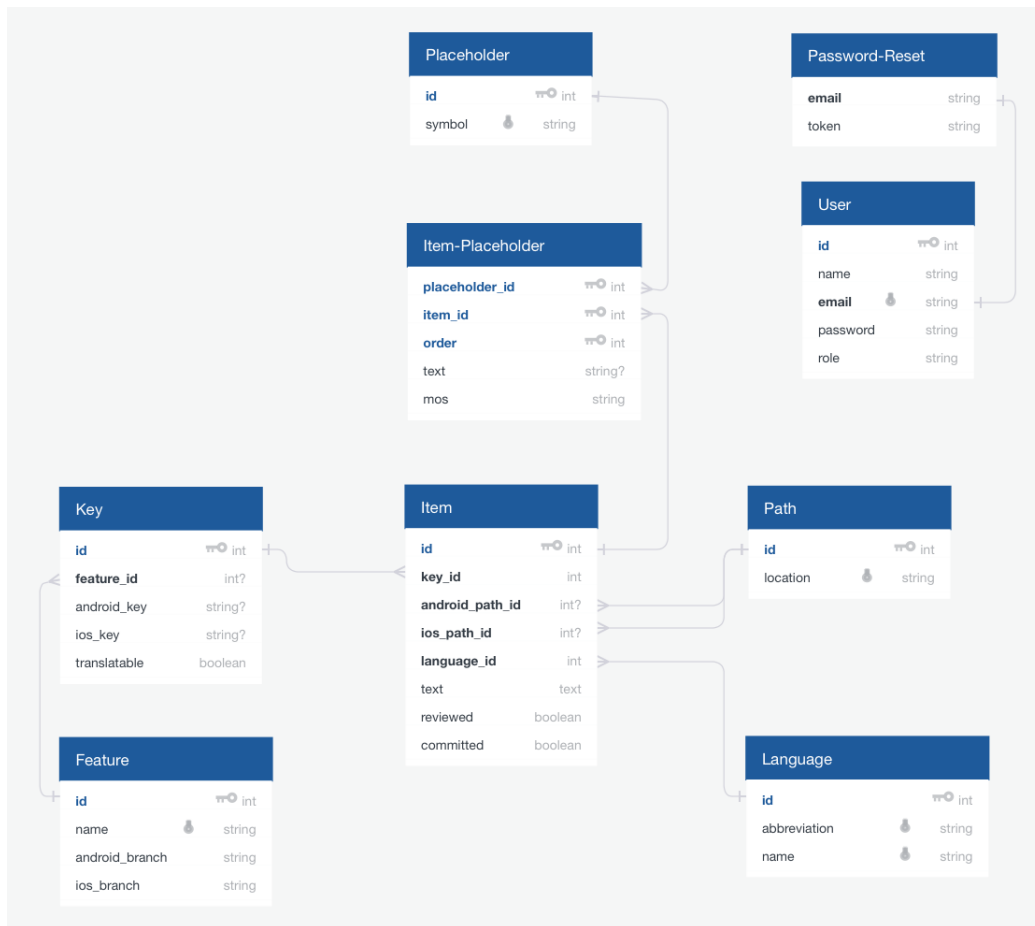 Placeholder
id int
symbol string
Password-Reset
email string
token string
User
id int
name string
email string
password string
role string
Item-Placeholder
placeholder_id int
item_id int
order int
text string?
mos string
Key
id int
feature_id int?
android_key string?
ios_key string?
translatable boolean
Item
id int
key_id int
android_path_id int?
ios_path_id int?
language_id int
text text
reviewed boolean
committed boolean
Path
id int
location string
Feature
id int
name string
android_branch string
ios_branch string
Language
id int
abbreviation string
name string